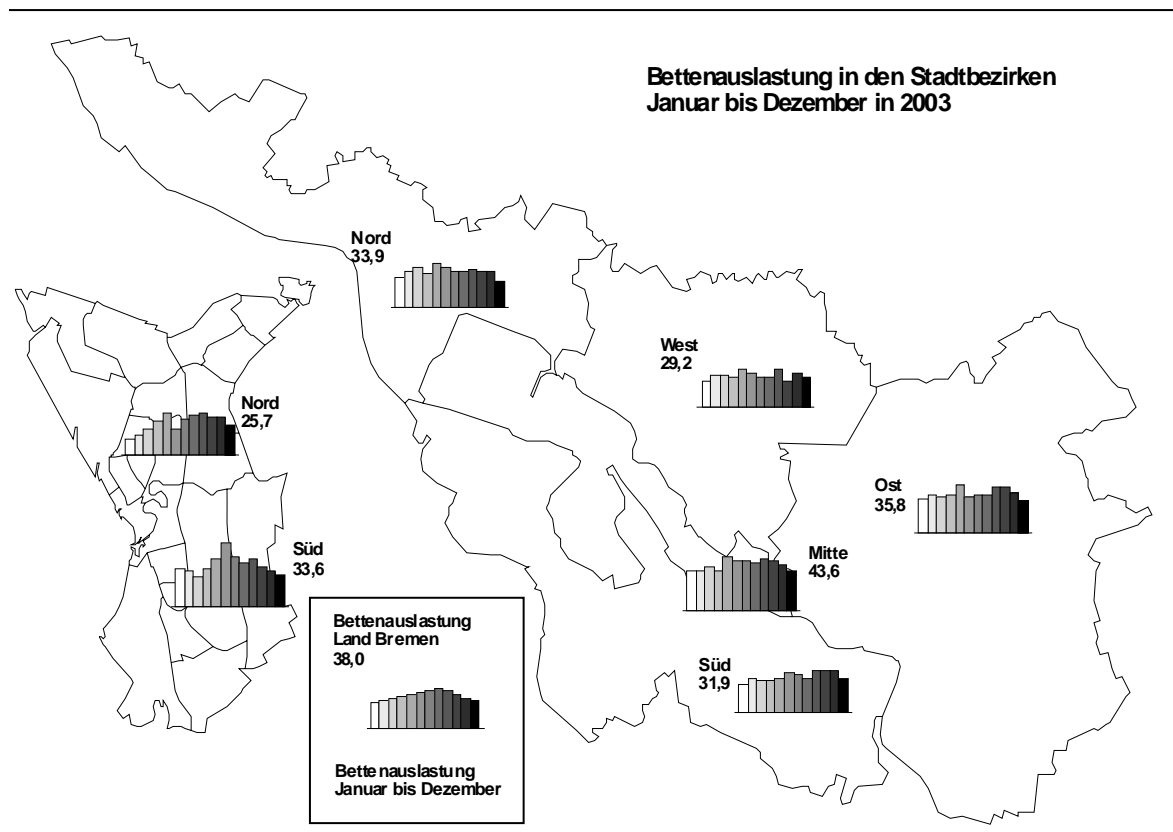 Bettenauslastung in den Stadtbezirken
Januar bis Dezember in 2003
Nord
33,9
West
29,2
Nord
25,7
Ost
35,8
Süd
33,6
Mitte
43,6
Bettenauslastung
Land Bremen
38,0
Süd
31,9
Bettenauslastung
Januar bis Dezember